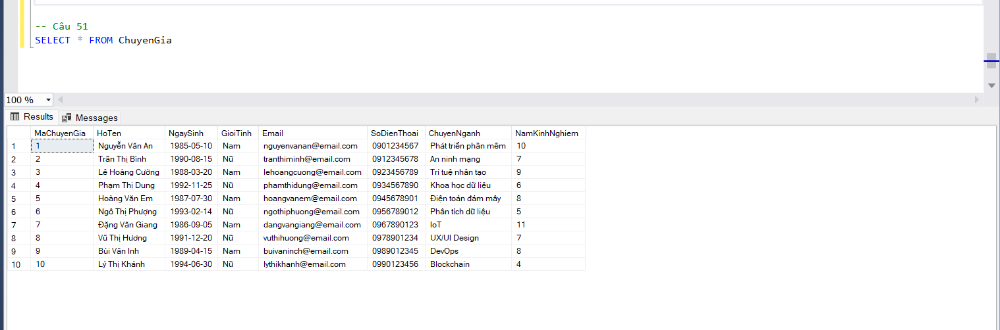 -- Câu 51
SELECT * FROM ChuyenGia
100 %
Results Messages
MaChuyenGia HoTen NgaySinh GioiTinh Email SoDienThoai ChuyenNganh NamKinhNghiem
1 1 Nguyễn Văn An 1985-05-10 Nam nguyenvanan@email.com 0901234567 Phát triển phần mềm 10
2 2 Trần Thị Bình 1990-08-15 Nữ tranthiminh@email.com 0912345678 An ninh mạng 7
3 3 Lê Hoàng Cường 1988-03-20 Nam lehoangcuong@email.com 0923456789 Trí tuệ nhân tạo 9
4 4 Phạm Thị Dung 1992-11-25 Nữ phamthidung@email.com 0934567890 Khoa học dữ liệu 6
5 5 Hoàng Văn Em 1987-07-30 Nam hoangvanem@email.com 0945678901 Điện toán đám mây 8
6 6 Ngô Thị Phượng 1993-02-14 Nữ ngothiphuong@email.com 0956789012 Phân tích dữ liệu 5
7 7 Đặng Văn Giang 1986-09-05 Nam dangvangiang@email.com 0967890123 IoT 11
8 8 Vũ Thị Hương 1991-12-20 Nữ vuthihuong@email.com 0978901234 UX/UI Design 7
9 9 Bùi Văn Inh 1989-04-15 Nam buivaninch@email.com 0989012345 DevOps 8
10 10 Lý Thị Khánh 1994-06-30 Nữ lythikhanh@email.com 0990123456 Blockchain 4